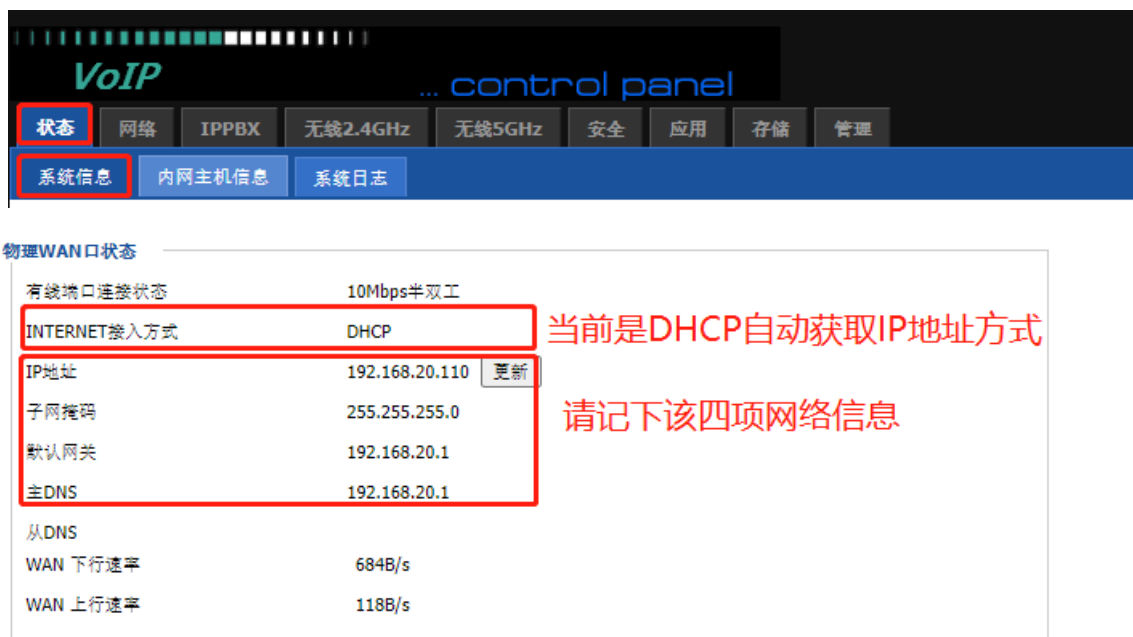 VoIP
... control panel
状态 网络 IPPBX 无线2.4GHz 无线5GHz 安全 应用 存储 管理
系统信息 内网主机信息 系统日志
物理WAN口状态
有线端口连接状态 10Mbps半双工
INTERNET接入方式 DHCP 当前是DHCP自动获取IP地址方式
IP地址 192.168.20.110 更新
子网掩码 255.255.255.0 请记下该四项网络信息
默认网关 192.168.20.1
主DNS 192.168.20.1
从DNS
WAN 下行速率 684B/s
WAN 上行速率 118B/s